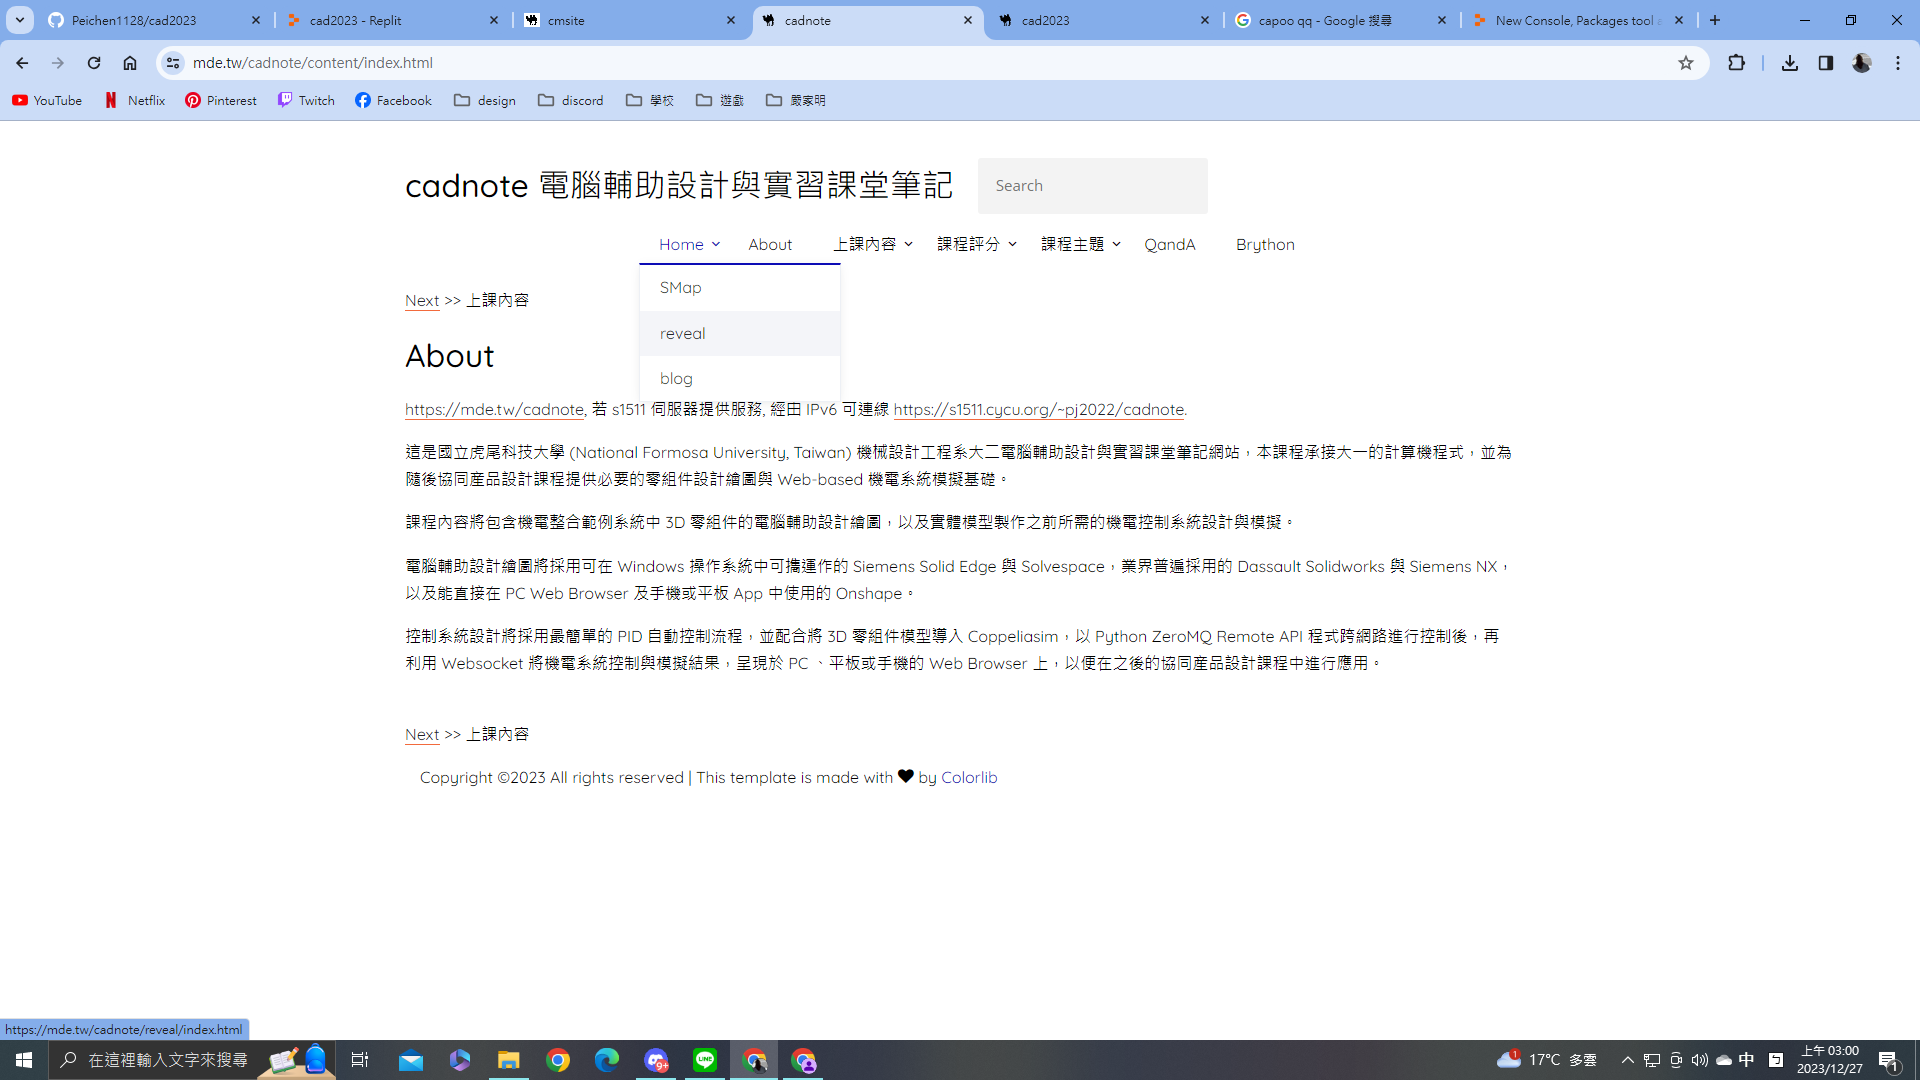 Peichen1128/cad2023
cad2023 - Replit
cmsite
cadnote
cad2023
capoo qq - Google 搜尋
New Console, Packages tool
mde.tw/cadnote/content/index.html
YouTube
Netflix
Pinterest
Twitch
Facebook
design
discord
學校
遊戲
嚴家明
cadnote 電腦輔助設計與實習課堂筆記
Search
Home
About
上課內容
課程評分
課程主題
QandA
Brython
SMap
reveal
blog
Next >> 上課內容
About
https://mde.tw/cadnote, 若 s1511 伺服器提供服務, 經由 IPv6 可連線 https://s1511.cycu.org/~pj2022/cadnote.
這是國立虎尾科技大學 (National Formosa University, Taiwan) 機械設計工程系大二電腦輔助設計與實習課堂筆記網站，本課程承接大一的計算機程式，並為
隨後協同產品設計課程提供必要的零組件設計繪圖與 Web-based 機電系統模擬基礎。
課程內容將包含機電整合範例系統中 3D 零組件的電腦輔助設計繪圖，以及實體模型製作之前所需的機電控制系統設計與模擬。
電腦輔助設計繪圖將採用可在 Windows 操作系統中可攜運作的 Siemens Solid Edge 與 Solvespace，業界普遍採用的 Dassault Solidworks 與 Siemens NX，
以及能直接在 PC Web Browser 及手機或平板 App 中使用的 Onshape。
控制系統設計將採用最簡單的 PID 自動控制流程，並配合將 3D 零組件模型導入 Coppeliasim，以 Python ZeroMQ Remote API 程式跨網路進行控制後，再
利用 Websocket 將機電系統控制與模擬結果，呈現於 PC 、平板或手機的 Web Browser 上，以便在之後的協同產品設計課程中進行應用。
Next >> 上課內容
Copyright ©2023 All rights reserved | This template is made with ♥ by Colorlib
https://mde.tw/cadnote/reveal/index.html
在這裡輸入文字來搜尋
9+
LINE
1
17°C 多雲
中
上午 03:00
2023/12/27
1